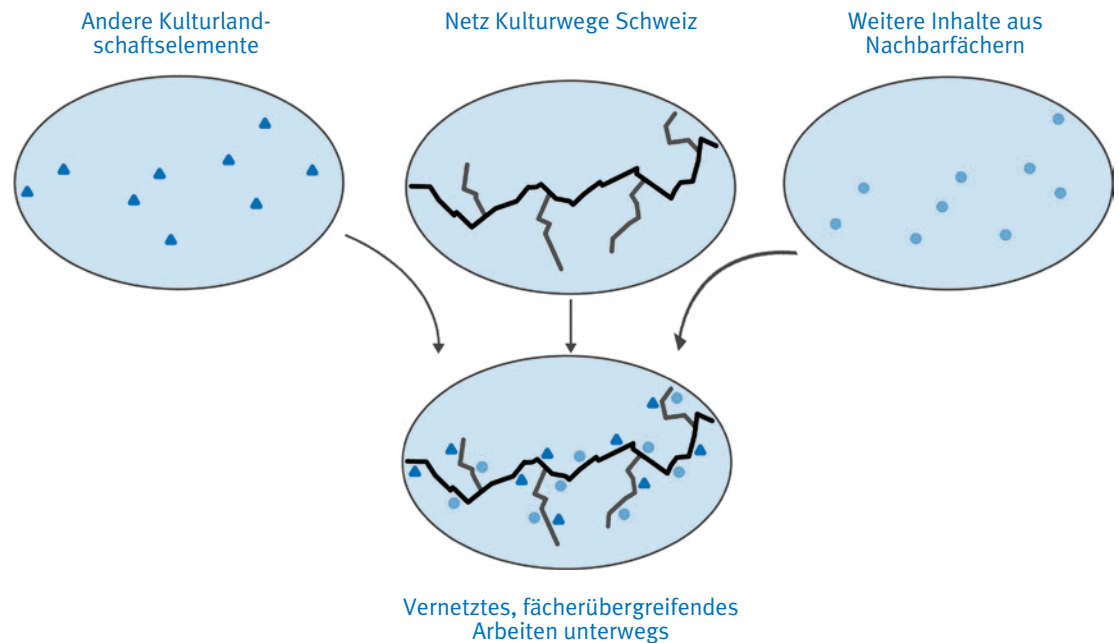 Andere Kulturland-
schaftselemente
Netz Kulturwege Schweiz
Weitere Inhalte aus
Nachbarfächern
Vernetztes, fächerübergreifendes
Arbeiten unterwegs